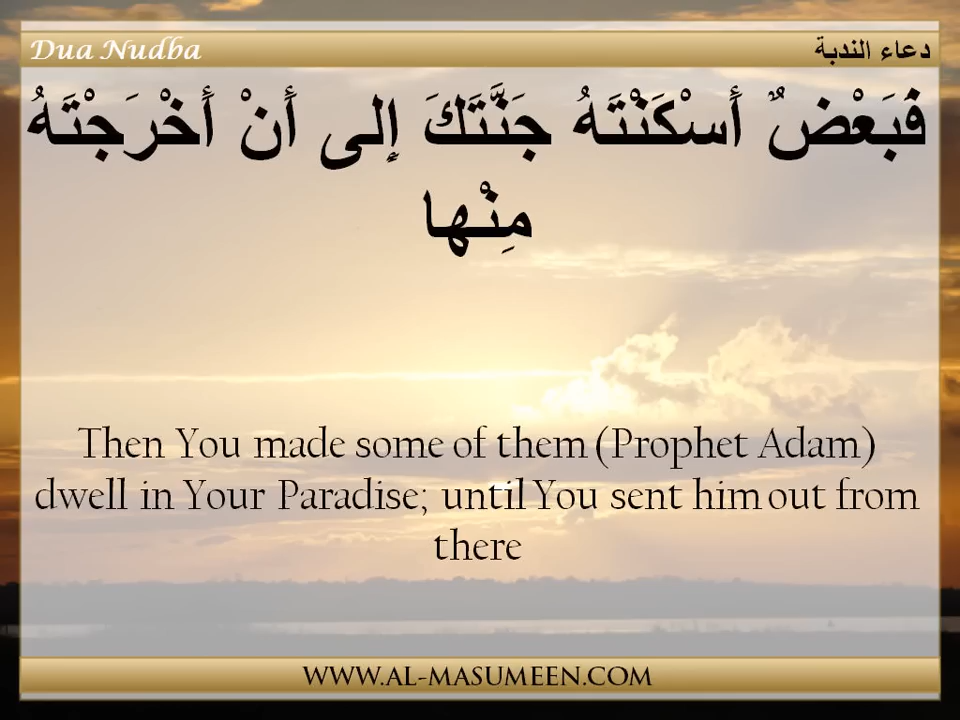 Dua Nudba
دعاء الندبة
فَبَعْضٌ أَسْكَنْتَهُ جَنَّتَكَ إِلى أَنْ أَخْرَجْتَهُ
مِنْها
Then You made some of them (Prophet Adam)
dwell in Your Paradise; until You sent him out from
there
WWW.AL-MASUMEEN.COM